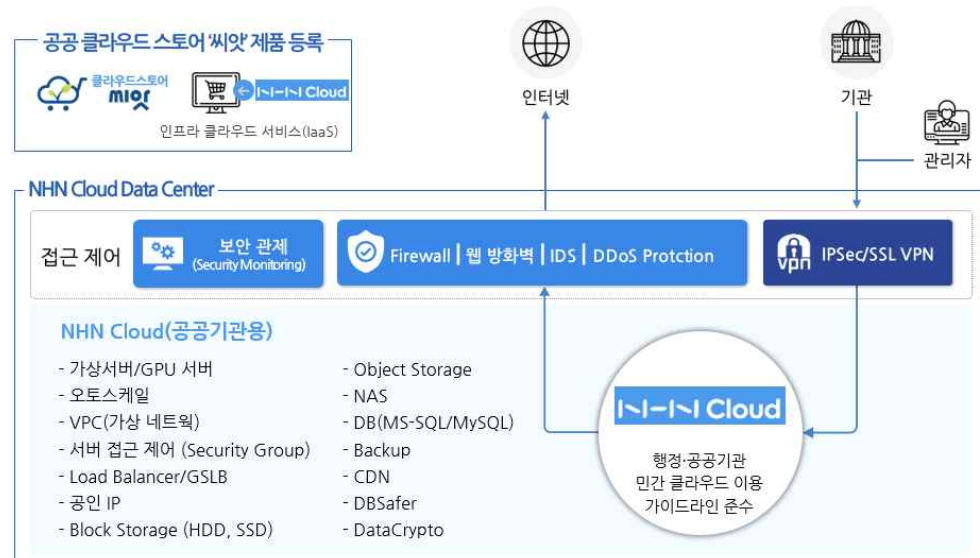 공공 클라우드 스토어 '씨앗' 제품 등록
클라우드스토어
NHN Cloud
인프라 클라우드 서비스(IaaS)
인터넷
기관
관리자
NHN Cloud Data Center
접근 제어
보안 관제
(Security Monitoring)
Firewall | 웹 방화벽 | IDS | DDoS Protction
vpn
IPSec/SSL VPN
NHN Cloud(공공기관용)
- 가상서버/GPU 서버
- 오토스케일
- VPC(가상 네트웍)
- 서버 접근 제어 (Security Group)
- Load Balancer/GSLB
- 공인 IP
- Block Storage (HDD, SSD)
- Object Storage
- NAS
- DB(MS-SQL/MySQL)
- Backup
- CDN
- DBSafer
- DataCrypto
NHN Cloud
행정·공공기관
민간 클라우드 이용
가이드라인 준수